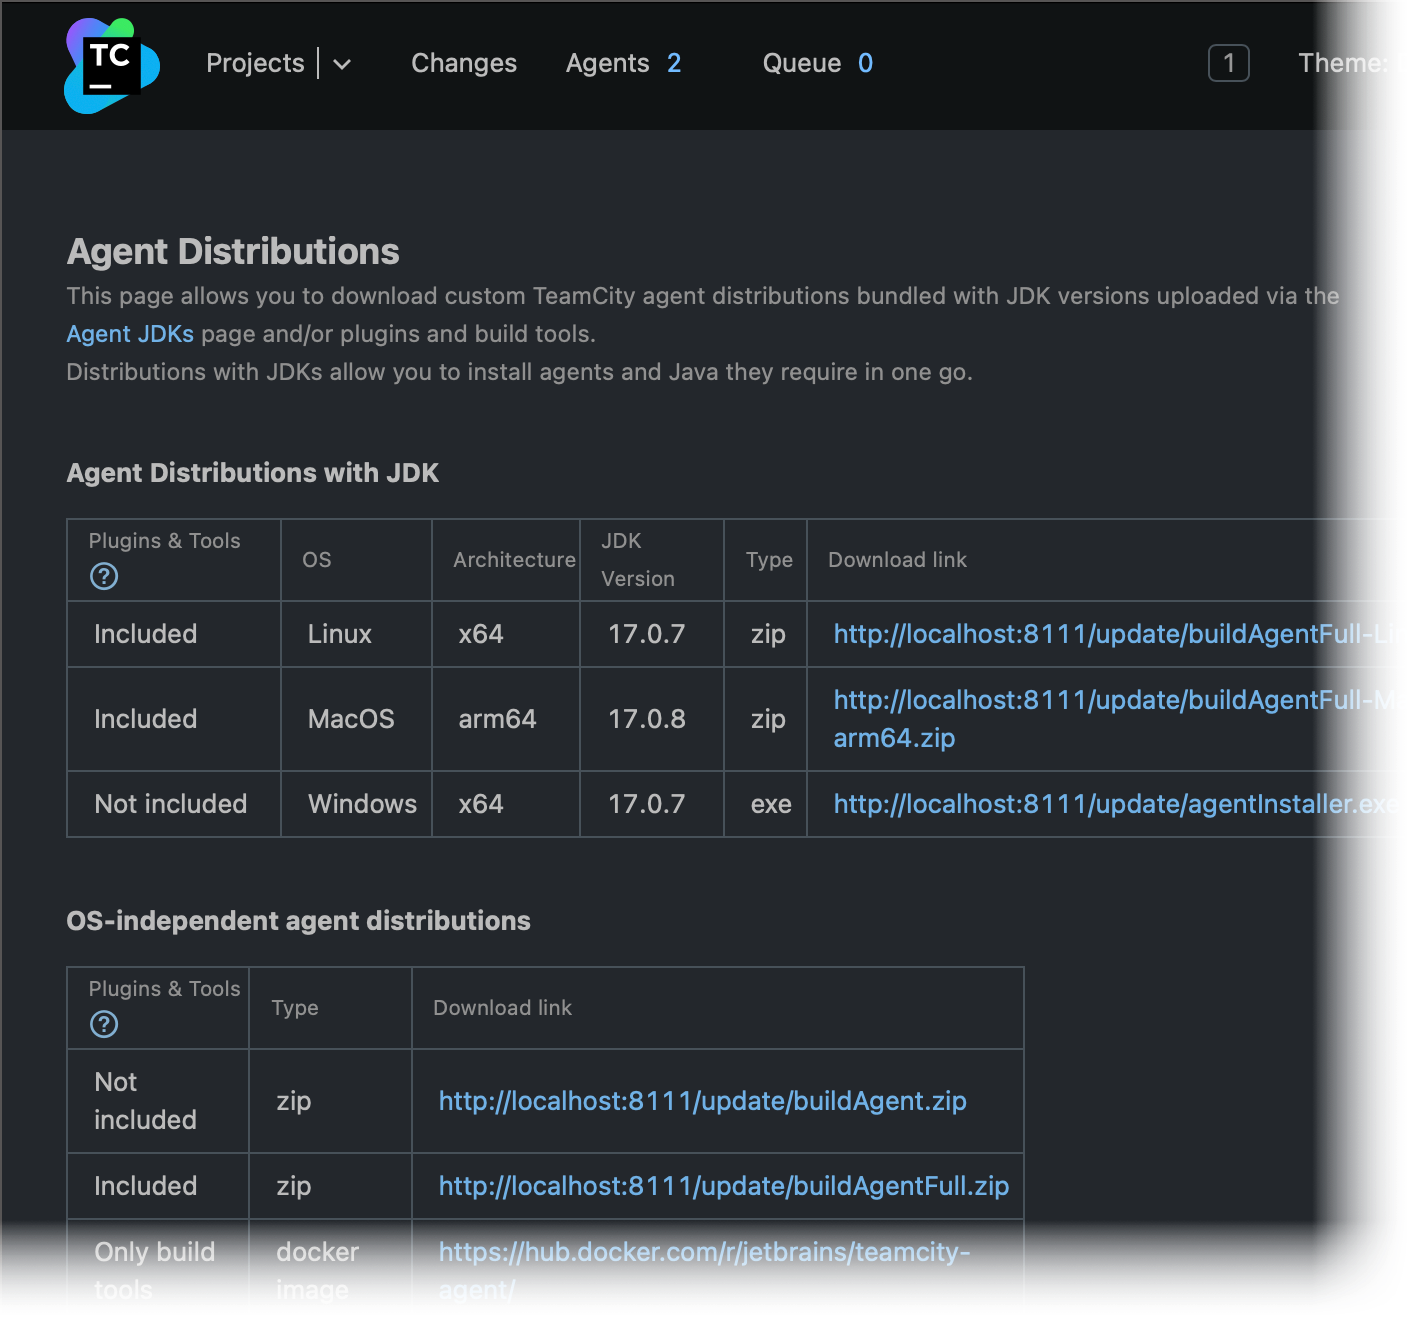 TC
Projects
Changes
Agents 2
Queue 0
1
Theme:
Agent Distributions
This page allows you to download custom TeamCity agent distributions bundled with JDK versions uploaded via the
Agent JDKs page and/or plugins and build tools.
Distributions with JDKs allow you to install agents and Java they require in one go.
Agent Distributions with JDK
Plugins & Tools
?
OS
Architecture
JDK
Version
Type
Download link
Included
Linux
x64
17.0.7
zip
http://localhost:8111/update/buildAgentFull-Li
Included
MacOS
arm64
17.0.8
zip
http://localhost:8111/update/buildAgentFull-M
arm64.zip
Not included
Windows
x64
17.0.7
exe
http://localhost:8111/update/agentInstaller.exe
OS-independent agent distributions
Plugins & Tools
?
Type
Download link
Not
included
zip
http://localhost:8111/update/buildAgent.zip
Included
zip
http://localhost:8111/update/buildAgentFull.zip
Only build
tools
docker
image
https://hub.docker.com/r/jetbrains/teamcity-
agent/